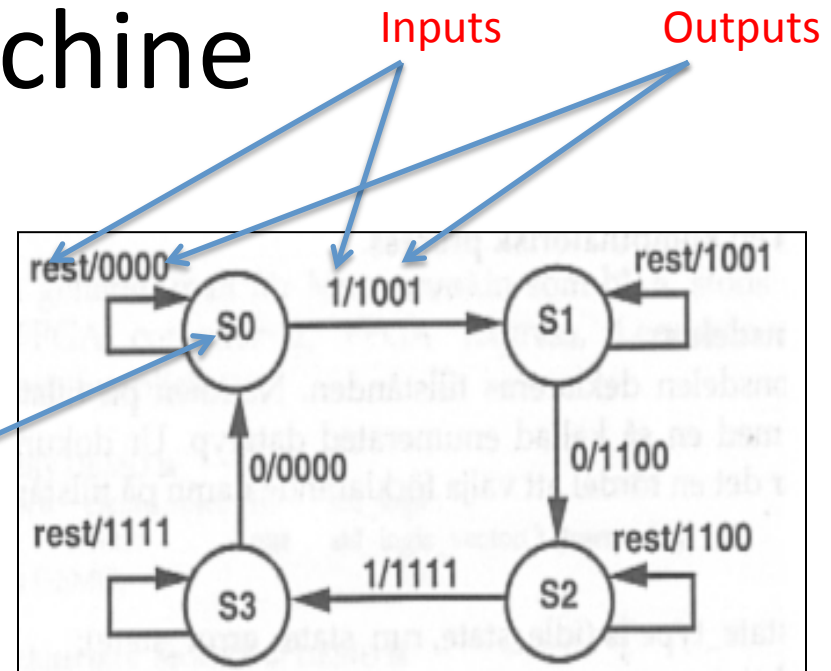 chine
Inputs
Outputs
rest/0000
1/1001
rest/1001
S0
S1
0/0000
0/1100
rest/1111
rest/1100
1/1111
S3
S2